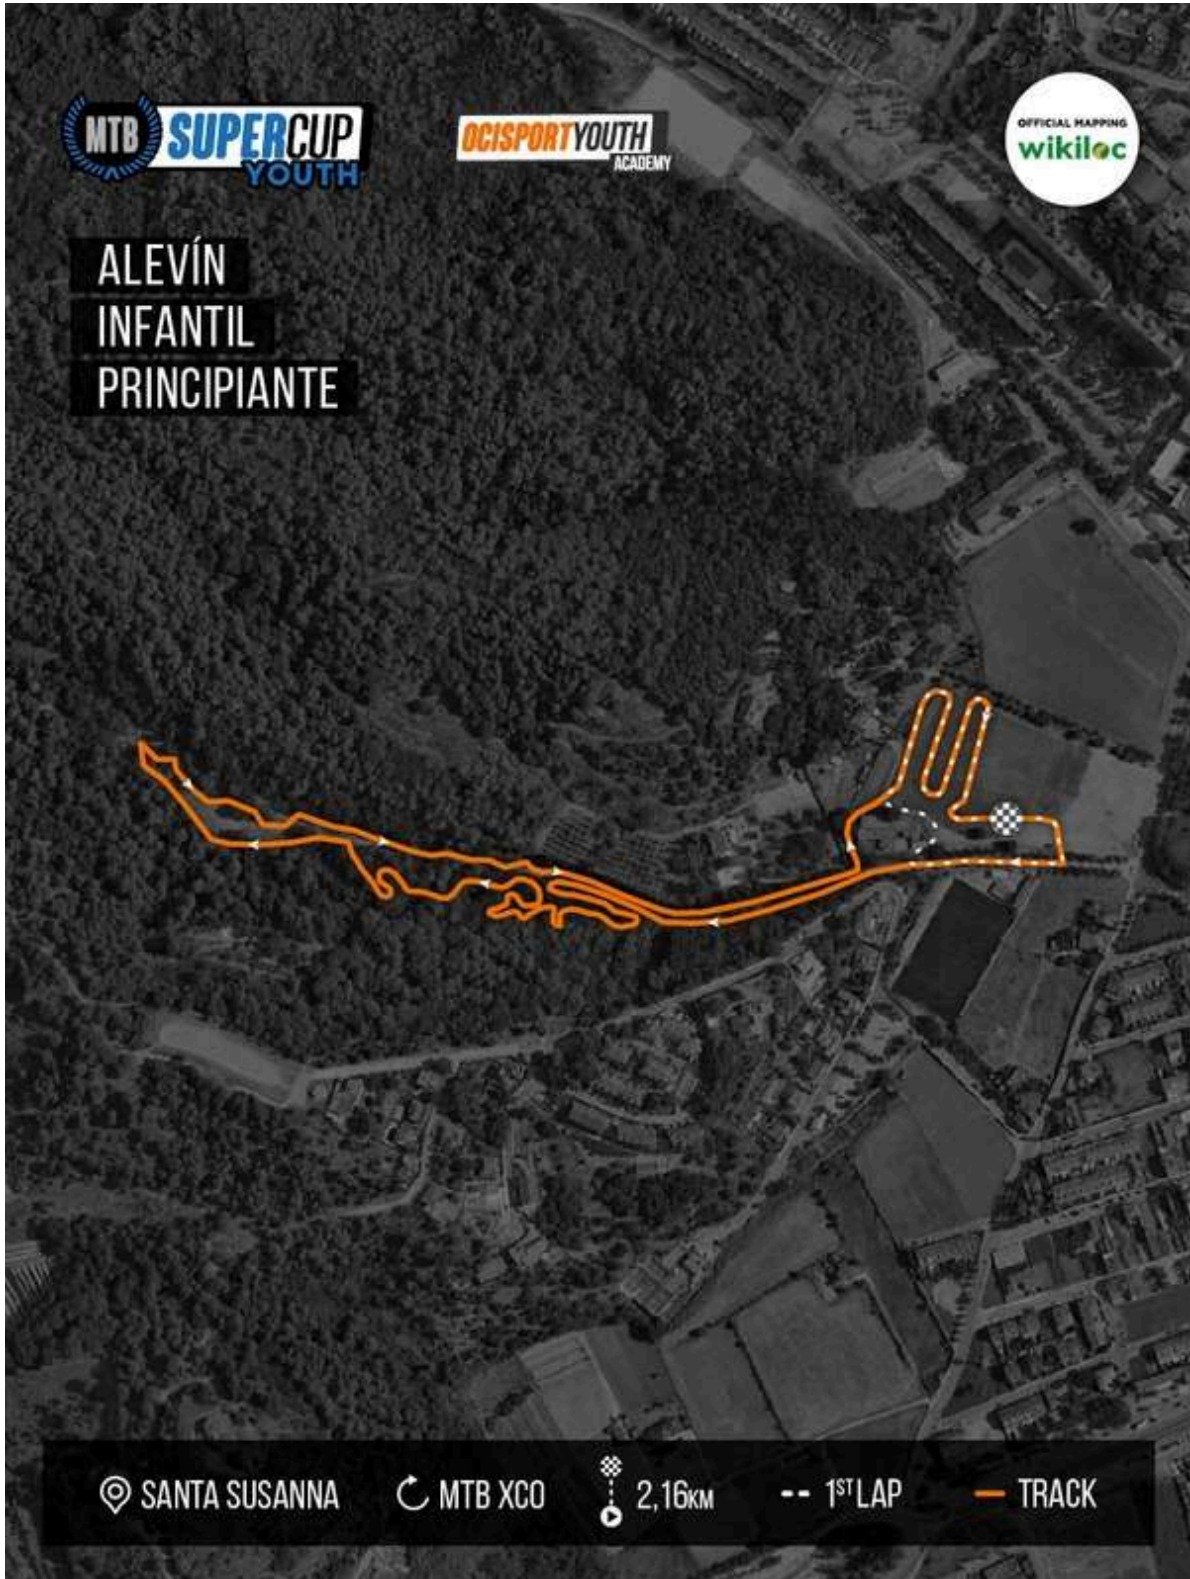 MTB SUPERCUP
YOUTH
OCISPORTYOUTH
ACADEMY
OFFICIAL MAPPING
wikiloc
ALEVÍN
INFANTIL
PRINCIPIANTE
SANTA SUSANNA
MTB XCO
2,16KM
-- 1ST LAP
TRACK